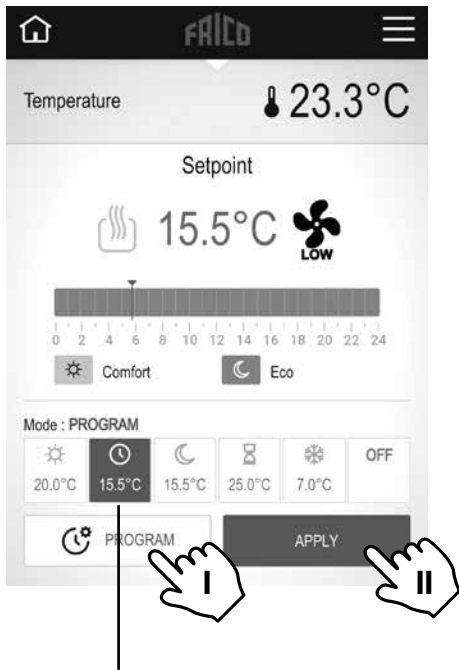 FRICO
Temperature 23.3°C
Setpoint
15.5°C
LOW
0 2 4 6 8 10 12 14 16 18 20 22 24
Comfort Eco
Mode : PROGRAM
OFF
20.0°C 15.5°C 15.5°C 25.0°C 7.0°C
PROGRAM APPLY
I II